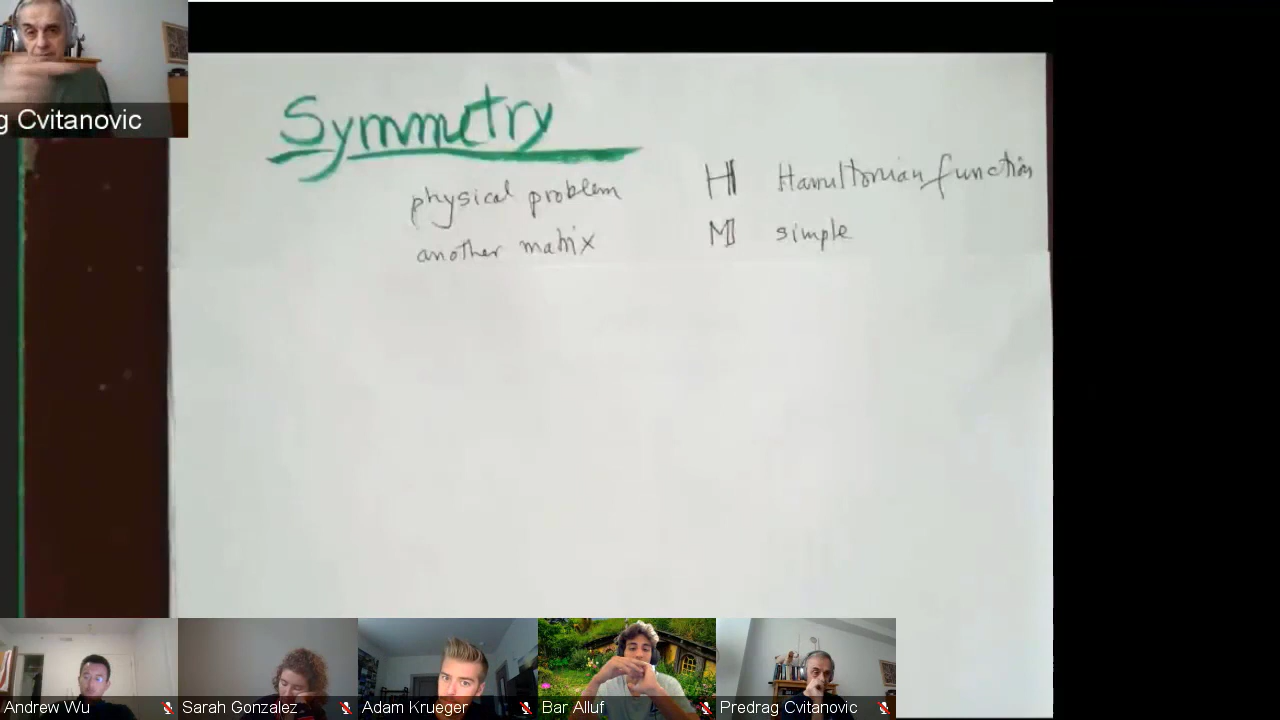 g Cvitanovic
Symmetry
physical problem H Hamiltonian function
another matrix M simple
Andrew Wu
Sarah Gonzalez
Adam Krueger
Bar Alluf
Predrag Cvitanovic